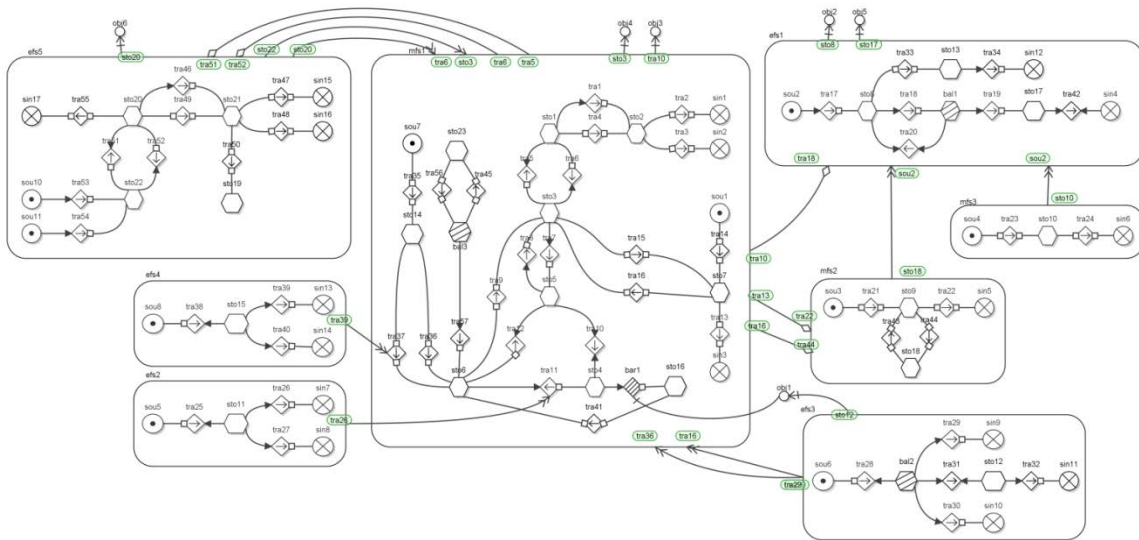 obj6
sto20
efs5
tra51
tra52
sto22
sto20
tra46
tra47
sin15
sin17
tra55
sto20
tra49
sto21
tra48
sin16
tra51
tra52
tra50
sto22
sto19
sou10
tra53
sou11
tra54
efs4
sou8
tra38
sto15
tra39
sin13
tra40
sin14
tra39
efs2
sou5
tra25
sto11
tra26
sin7
tra27
sin8
tra26
mfs1
tra6
sto3
tra6
tra5
obj4
sto3
obj3
tra10
tra1
tra2
sin1
sto1
tra4
sto2
tra3
sin2
tra5
tra6
sou7
sto23
tra35
tra56
tra45
sto14
bal3
sto3
tra8
tra7
tra15
sou1
tra14
tra9
sto5
tra16
sto7
tra37
tra36
tra57
tra12
tra10
tra13
sin3
sto6
tra11
sto4
bar1
sto16
tra41
tra36
tra16
tra10
tra13
tra16
obj2
sto8
obj5
sto17
efs1
tra33
sto13
tra34
sin12
sou2
tra17
sto8
tra18
bal1
tra19
sto17
tra42
sin4
tra20
tra18
sou2
sou2
sto10
mfs3
sou4
tra23
sto10
tra24
sin6
mfs2
sto18
sou3
tra21
sto9
tra22
sin5
tra43
tra44
sto18
tra22
tra44
obj1
sto12
efs3
sou6
tra28
bal2
tra29
sin9
tra31
sto12
tra32
sin11
tra30
sin10